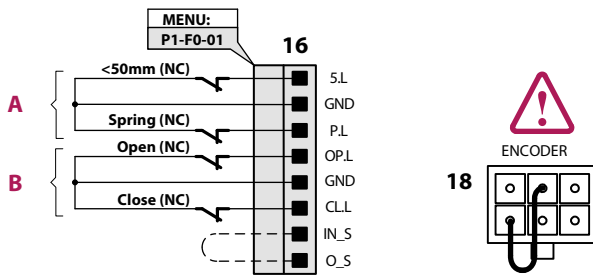 MENU:
P1-F0-01
16
<50mm (NC)
5.L
GND
A
Spring (NC)
P.L
Open (NC)
OP.L
B
GND
Close (NC)
CL.L
IN_S
O_S
!
ENCODER
18